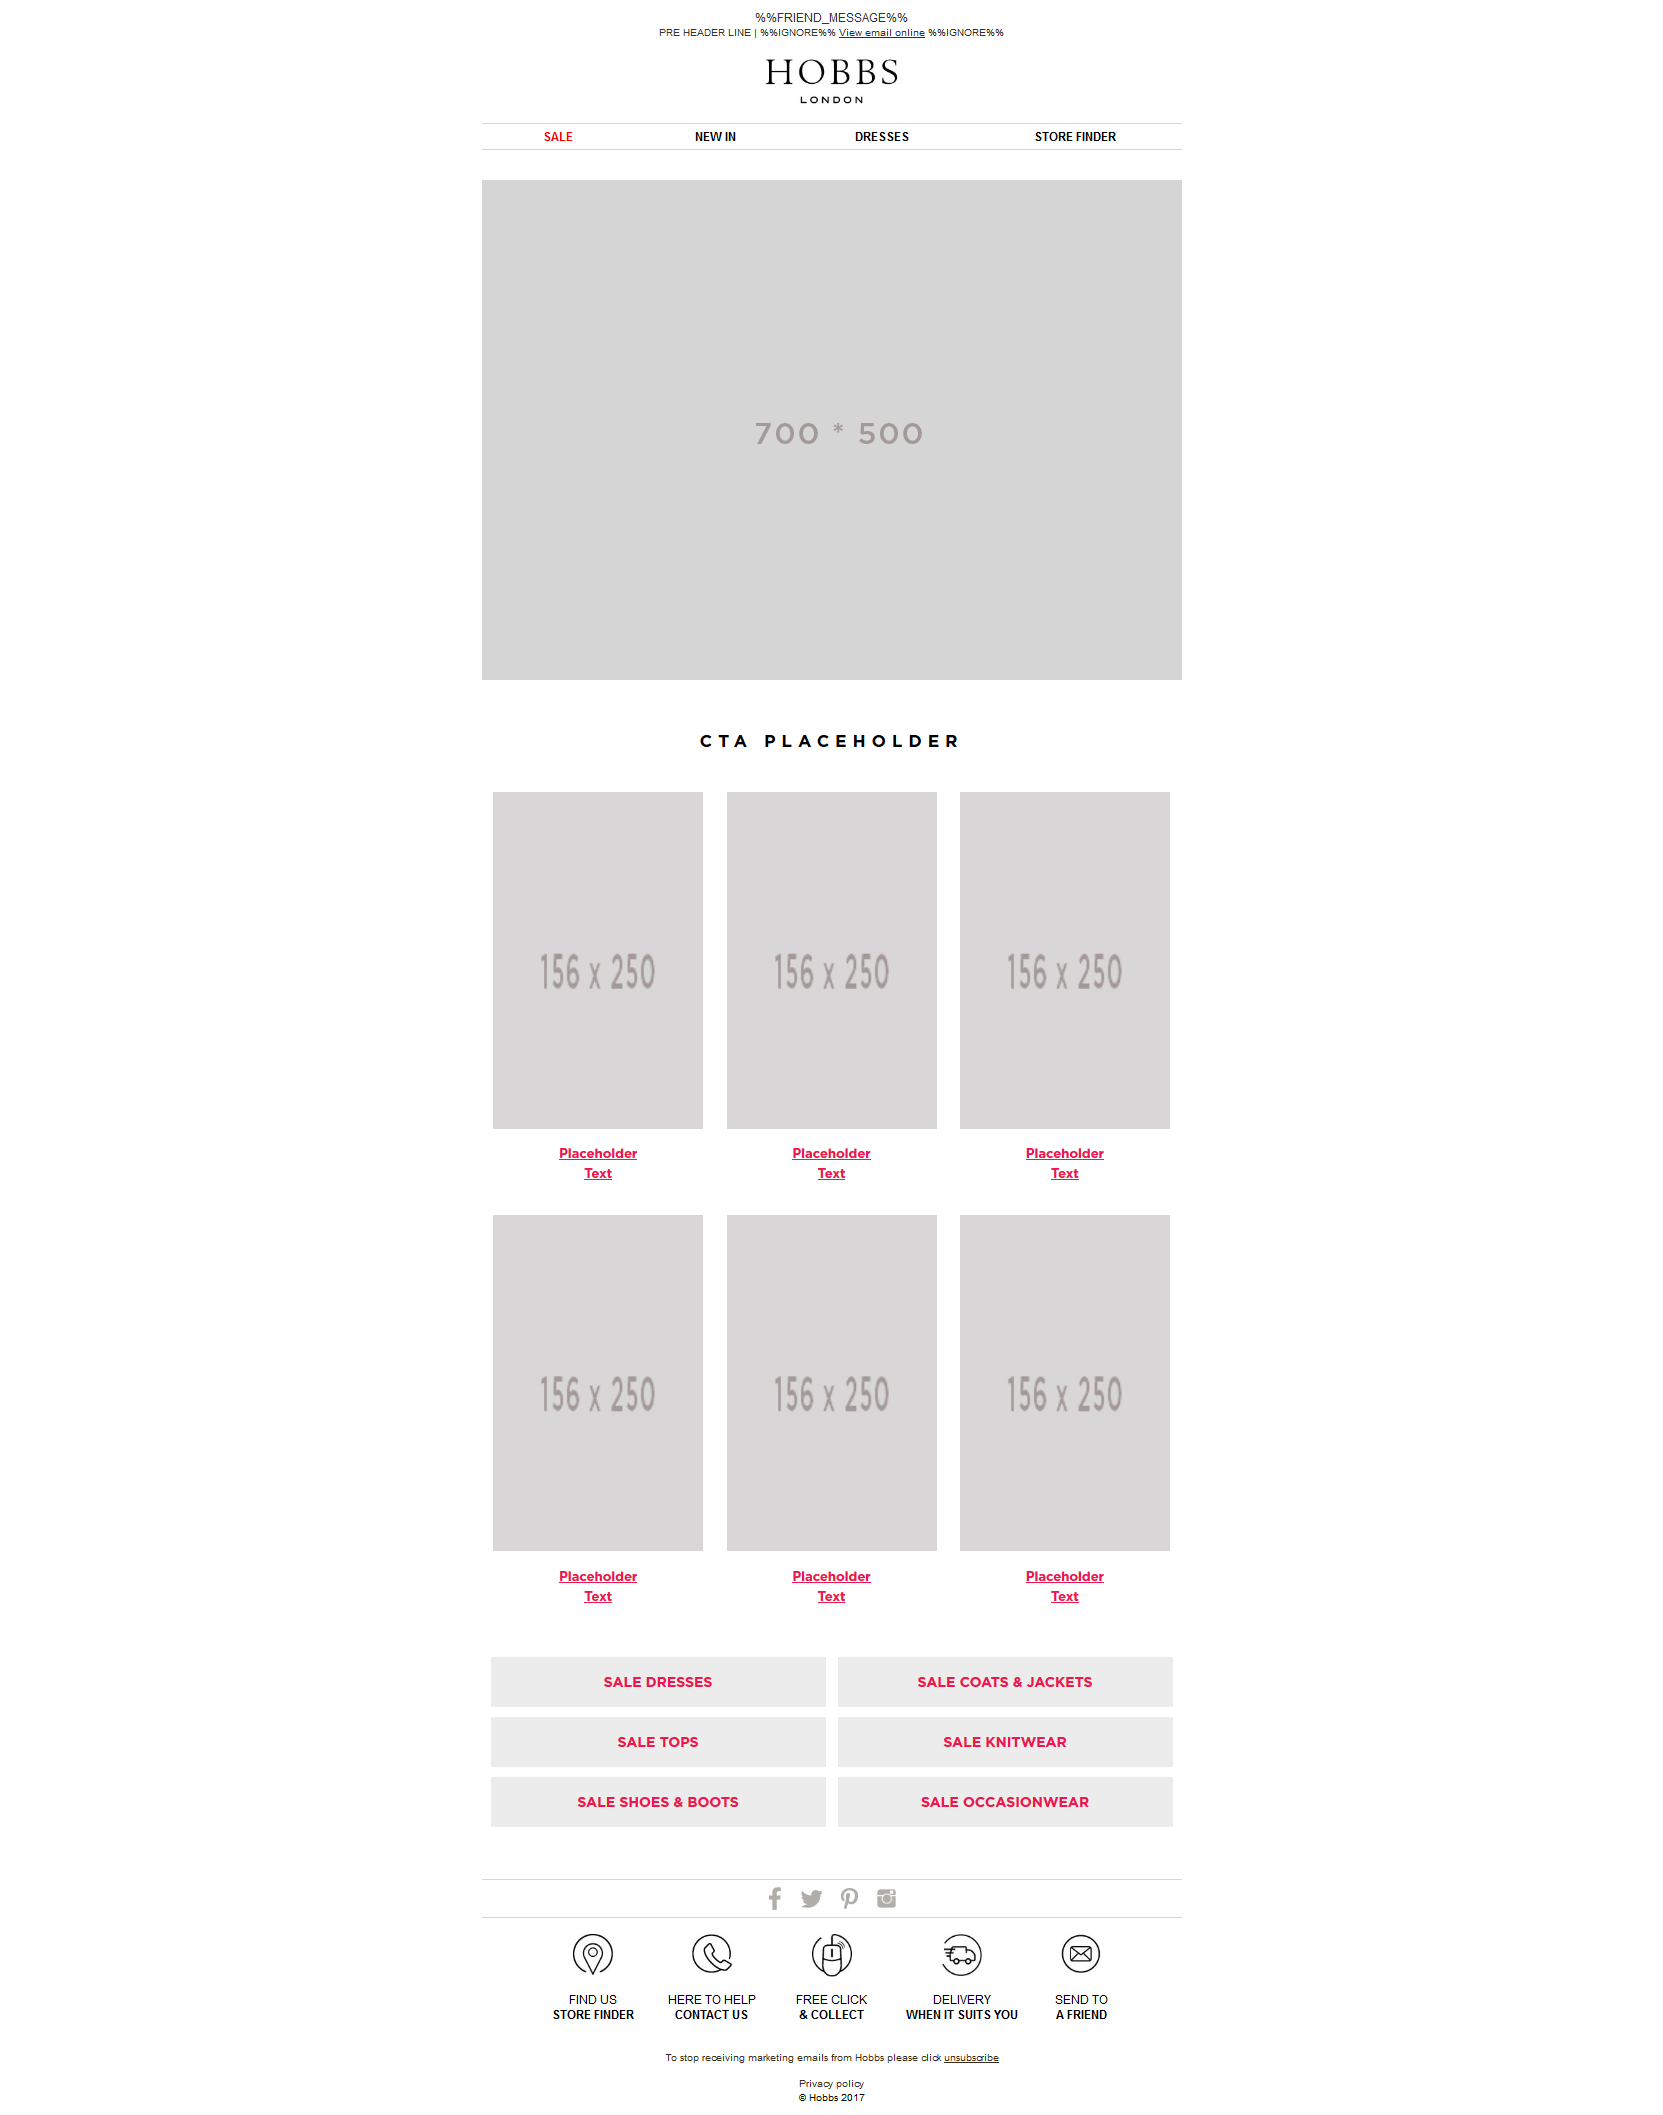 %%FRIEND_MESSAGE%%
PRE HEADER LINE | %%IGNORE%% View email online %%IGNORE%%
HOBBS
LONDON
SALE NEW IN DRESSES STORE FINDER
700 * 500
CTA PLACEHOLDER
156 x 250 156 x 250 156 x 250
Placeholder Placeholder Placeholder
Text Text Text
156 x 250 156 x 250 156 x 250
Placeholder Placeholder Placeholder
Text Text Text
SALE DRESSES SALE COATS & JACKETS
SALE TOPS SALE KNITWEAR
SALE SHOES & BOOTS SALE OCCASIONWEAR
FIND US HERE TO HELP FREE CLICK DELIVERY SEND TO
STORE FINDER CONTACT US & COLLECT WHEN IT SUITS YOU A FRIEND
To stop receiving marketing emails from Hobbs please click unsubscribe
Privacy policy
© Hobbs 2017